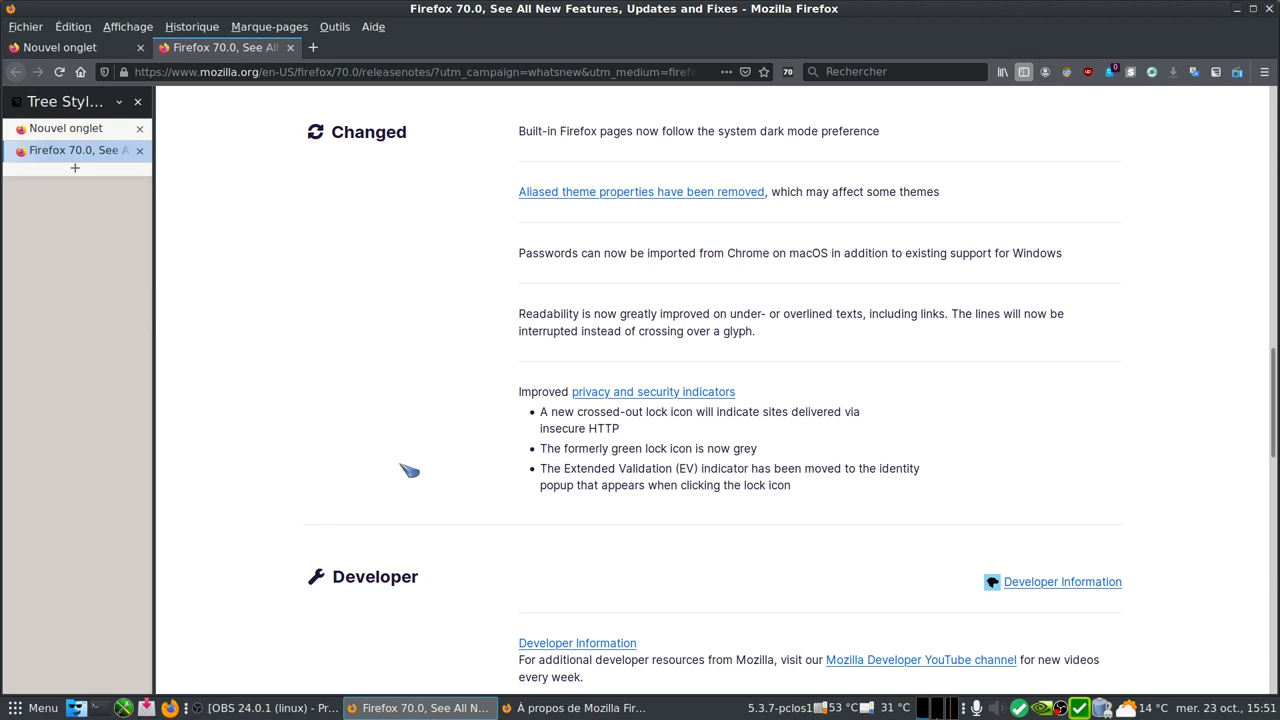 Firefox 70.0, See All New Features, Updates and Fixes - Mozilla Firefox
Fichier Édition Affichage Historique Marque-pages Outils Aide
Nouvel onglet
Firefox 70.0, See All
https://www.mozilla.org/en-US/firefox/70.0/releasenotes/?utm_campaign=whatsnew&utm_medium=firefo
70
Rechercher
0
Tree Styl...
Nouvel onglet
Firefox 70.0, See A
Changed
Built-in Firefox pages now follow the system dark mode preference
Aliased theme properties have been removed, which may affect some themes
Passwords can now be imported from Chrome on macOS in addition to existing support for Windows
Readability is now greatly improved on under- or overlined texts, including links. The lines will now be
interrupted instead of crossing over a glyph.
Improved privacy and security indicators
• A new crossed-out lock icon will indicate sites delivered via
insecure HTTP
• The formerly green lock icon is now grey
• The Extended Validation (EV) indicator has been moved to the identity
popup that appears when clicking the lock icon
Developer
Developer Information
Developer Information
For additional developer resources from Mozilla, visit our Mozilla Developer YouTube channel for new videos
every week.
Menu
[OBS 24.0.1 (linux) - Pr...
Firefox 70.0, See All N...
À propos de Mozilla Fir...
5.3.7-pclos1
53 °C
31 °C
14 °C
mer. 23 oct., 15:51